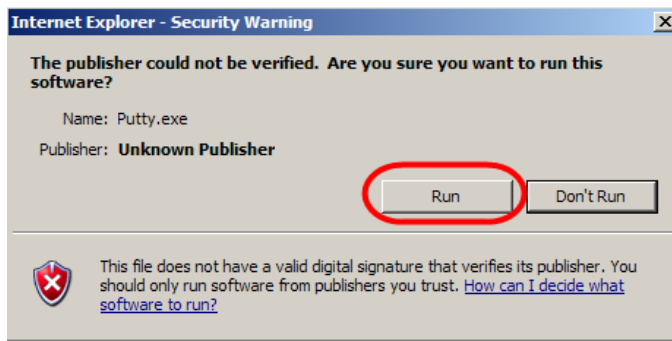 Internet Explorer - Security Warning
The publisher could not be verified. Are you sure you want to run this
software?
Name: Putty.exe
Publisher: Unknown Publisher
Run Don't Run
This file does not have a valid digital signature that verifies its publisher. You
should only run software from publishers you trust. How can I decide what
software to run?